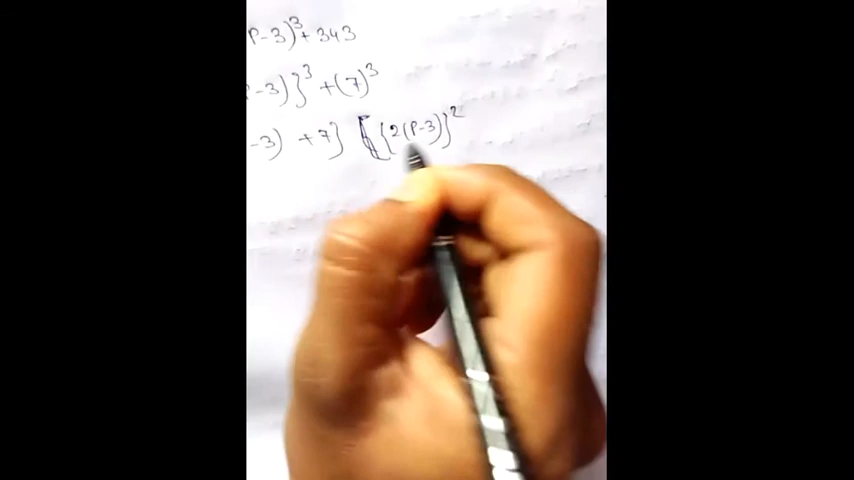 P-3)³+ 343
P-3)}³ +(7)³
-3) +7} [{2(P-3)}²